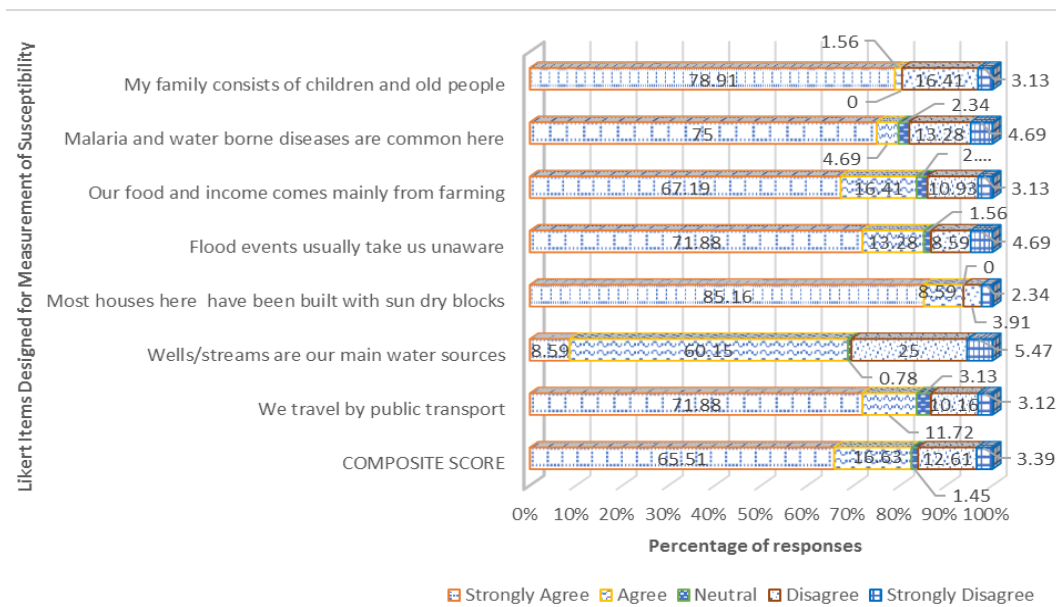 Likert Items Designed for Measurement of Susceptibility
1.56
My family consists of children and old people 78.91 16.41 3.13
0
2.34
Malaria and water borne diseases are common here 75 13.28 4.69
4.69
2....
Our food and income comes mainly from farming 67.19 16.41 10.93 3.13
1.56
Flood events usually take us unaware 71.88 13.28 8.59 4.69
0
Most houses here have been built with sun dry blocks 85.16 8.59 2.34
3.91
Wells/streams are our main water sources 8.59 60.15 25 5.47
0.78
3.13
We travel by public transport 71.88 10.16 3.12
11.72
COMPOSITE SCORE 65.51 16.63 12.61 3.39
1.45
0% 10% 20% 30% 40% 50% 60% 70% 80% 90% 100%
Percentage of responses
Strongly Agree Agree Neutral Disagree Strongly Disagree